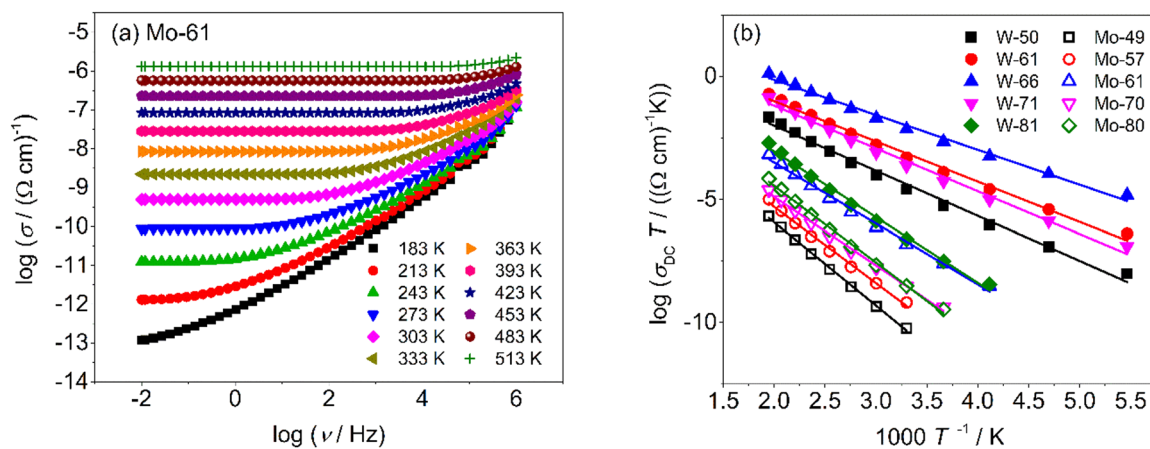 (a) Mo-61
-5
-6
-7
-8
-9
-10
-11
-12
-13
-14
log (σ / (Ω cm)⁻¹)
183 K 363 K
213 K 393 K
243 K 423 K
273 K 453 K
303 K 483 K
333 K 513 K
-2 0 2 4 6
log (ν / Hz)
(b)
W-50 Mo-49
W-61 Mo-57
W-66 Mo-61
W-71 Mo-70
W-81 Mo-80
0
-5
-10
log (σDC T / ((Ω cm)⁻¹K))
1.5 2.0 2.5 3.0 3.5 4.0 4.5 5.0 5.5
1000 T ⁻¹ / K